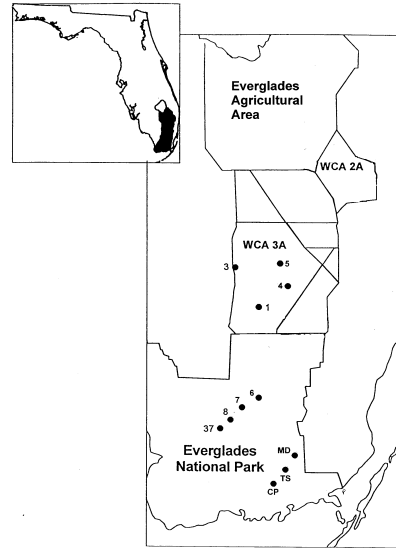 Everglades
Agricultural
Area
WCA 2A
WCA 3A
3
5
4
1
6
7
8
37
Everglades
National Park
MD
TS
CP